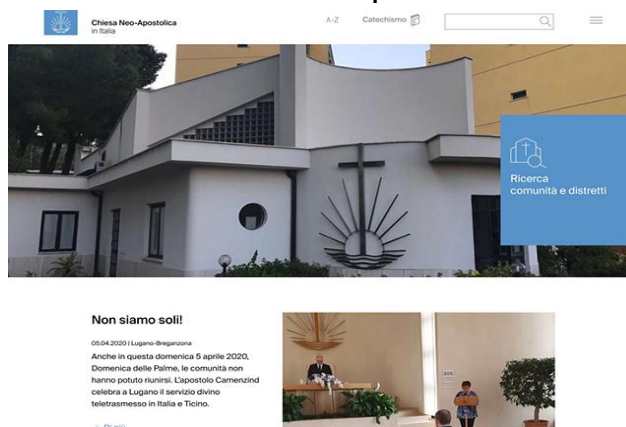 Chiesa Neo-Apostolica
in Italia
A-Z
Catechismo
Ricerca
comunità e distretti
Non siamo soli!
05.04.2020 | Lugano-Breganzona
Anche in questa domenica 5 aprile 2020,
Domenica delle Palme, le comunità non
hanno potuto riunirsi. L'apostolo Camenzind
celebra a Lugano il servizio divino
teletrasmesso in Italia e Ticino.